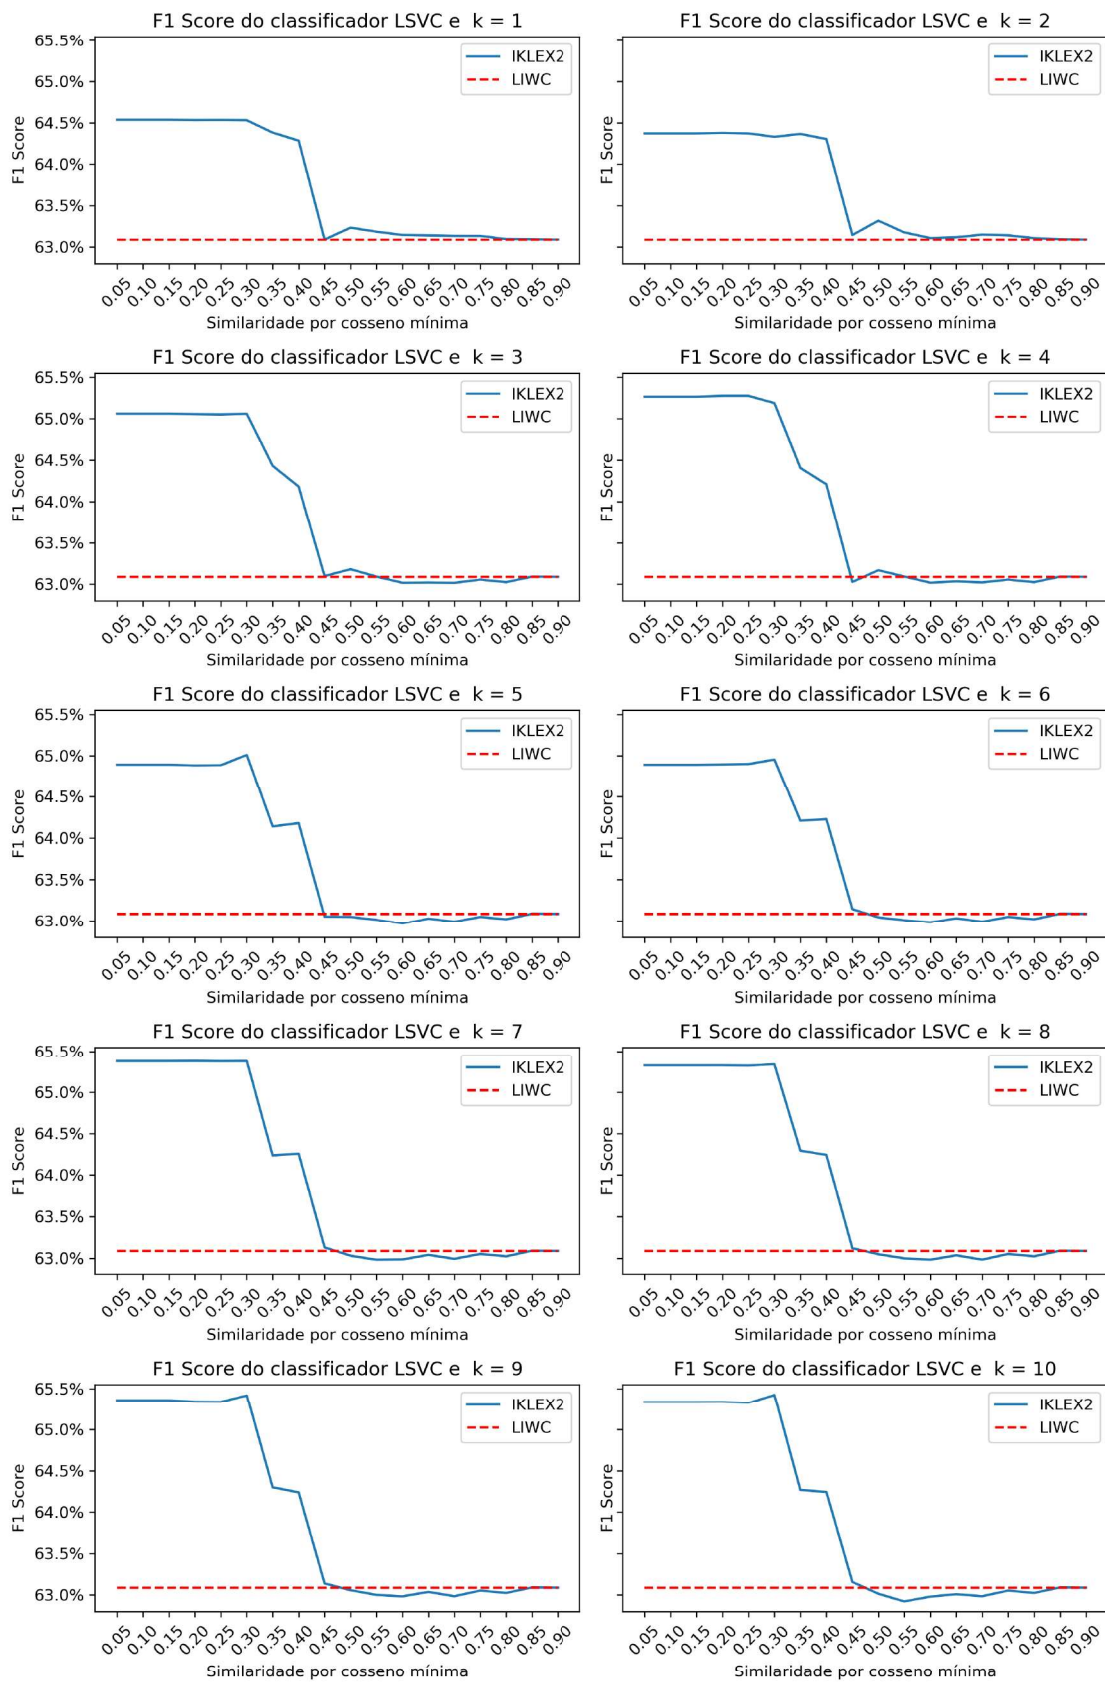 F1 Score do classificador LSVC e k = 1
65.5%
65.0%
64.5%
64.0%
63.5%
63.0%
F1 Score
IKLEX2
LIWC
0.05 0.10 0.15 0.20 0.25 0.30 0.35 0.40 0.45 0.50 0.55 0.60 0.65 0.70 0.75 0.80 0.85 0.90
Similaridade por cosseno mínima
F1 Score do classificador LSVC e k = 2
F1 Score
IKLEX2
LIWC
0.05 0.10 0.15 0.20 0.25 0.30 0.35 0.40 0.45 0.50 0.55 0.60 0.65 0.70 0.75 0.80 0.85 0.90
Similaridade por cosseno mínima
F1 Score do classificador LSVC e k = 3
65.5%
65.0%
64.5%
64.0%
63.5%
63.0%
F1 Score
IKLEX2
LIWC
0.05 0.10 0.15 0.20 0.25 0.30 0.35 0.40 0.45 0.50 0.55 0.60 0.65 0.70 0.75 0.80 0.85 0.90
Similaridade por cosseno mínima
F1 Score do classificador LSVC e k = 4
F1 Score
IKLEX2
LIWC
0.05 0.10 0.15 0.20 0.25 0.30 0.35 0.40 0.45 0.50 0.55 0.60 0.65 0.70 0.75 0.80 0.85 0.90
Similaridade por cosseno mínima
F1 Score do classificador LSVC e k = 5
65.5%
65.0%
64.5%
64.0%
63.5%
63.0%
F1 Score
IKLEX2
LIWC
0.05 0.10 0.15 0.20 0.25 0.30 0.35 0.40 0.45 0.50 0.55 0.60 0.65 0.70 0.75 0.80 0.85 0.90
Similaridade por cosseno mínima
F1 Score do classificador LSVC e k = 6
F1 Score
IKLEX2
LIWC
0.05 0.10 0.15 0.20 0.25 0.30 0.35 0.40 0.45 0.50 0.55 0.60 0.65 0.70 0.75 0.80 0.85 0.90
Similaridade por cosseno mínima
F1 Score do classificador LSVC e k = 7
65.5%
65.0%
64.5%
64.0%
63.5%
63.0%
F1 Score
IKLEX2
LIWC
0.05 0.10 0.15 0.20 0.25 0.30 0.35 0.40 0.45 0.50 0.55 0.60 0.65 0.70 0.75 0.80 0.85 0.90
Similaridade por cosseno mínima
F1 Score do classificador LSVC e k = 8
F1 Score
IKLEX2
LIWC
0.05 0.10 0.15 0.20 0.25 0.30 0.35 0.40 0.45 0.50 0.55 0.60 0.65 0.70 0.75 0.80 0.85 0.90
Similaridade por cosseno mínima
F1 Score do classificador LSVC e k = 9
65.5%
65.0%
64.5%
64.0%
63.5%
63.0%
F1 Score
IKLEX2
LIWC
0.05 0.10 0.15 0.20 0.25 0.30 0.35 0.40 0.45 0.50 0.55 0.60 0.65 0.70 0.75 0.80 0.85 0.90
Similaridade por cosseno mínima
F1 Score do classificador LSVC e k = 10
F1 Score
IKLEX2
LIWC
0.05 0.10 0.15 0.20 0.25 0.30 0.35 0.40 0.45 0.50 0.55 0.60 0.65 0.70 0.75 0.80 0.85 0.90
Similaridade por cosseno mínima